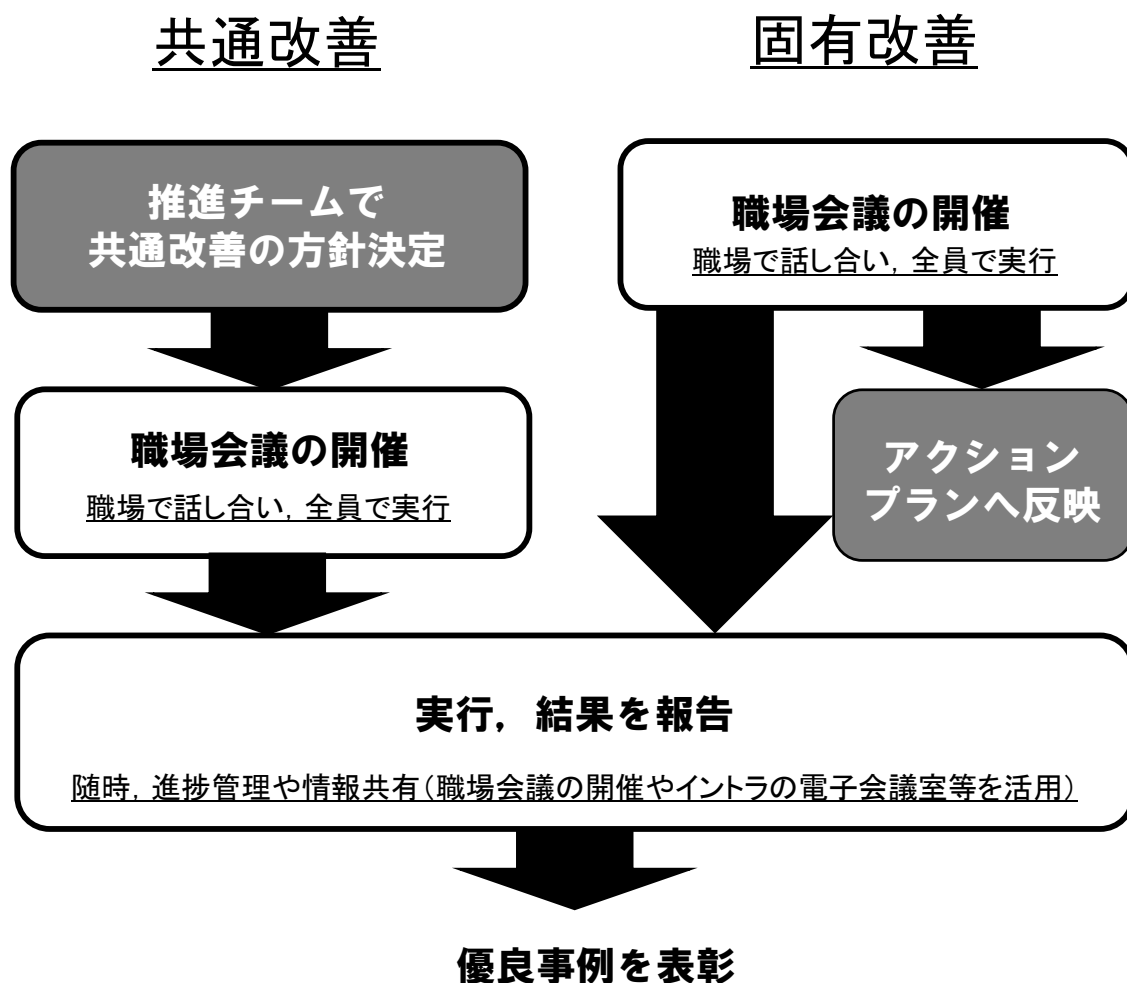 共通改善
固有改善
推進チームで
共通改善の方針決定
職場会議の開催
職場で話し合い，全員で実行
職場会議の開催
職場で話し合い，全員で実行
アクション
プランへ反映
実行，結果を報告
随時，進捗管理や情報共有（職場会議の開催やイントラの電子会議室等を活用）
優良事例を表彰